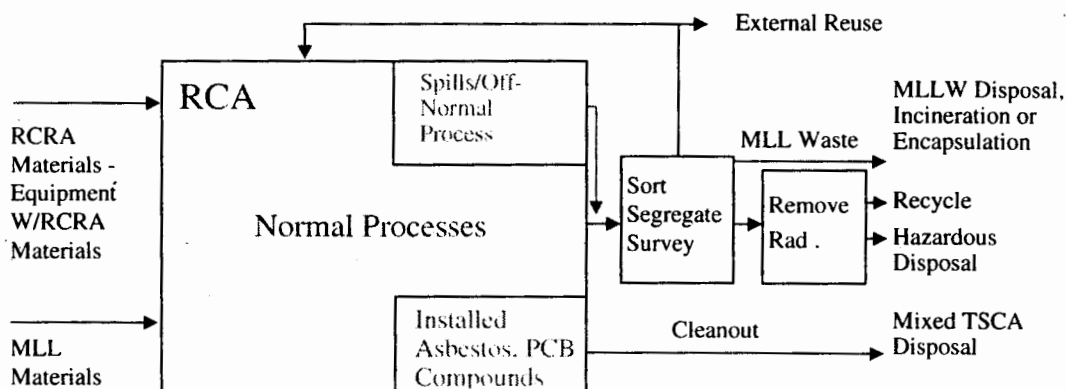 External Reuse
RCA
Spills/Off-
Normal
Process
RCRA
Materials -
Equipment
W/RCRA
Materials
MLLW Disposal,
Incineration or
Encapsulation
MLL Waste
Sort
Segregate
Survey
Remove
Rad .
Recycle
Hazardous
Disposal
Normal Processes
Installed
Asbestos. PCB
Compounds
Cleanout
Mixed TSCA
Disposal
MLL
Materials